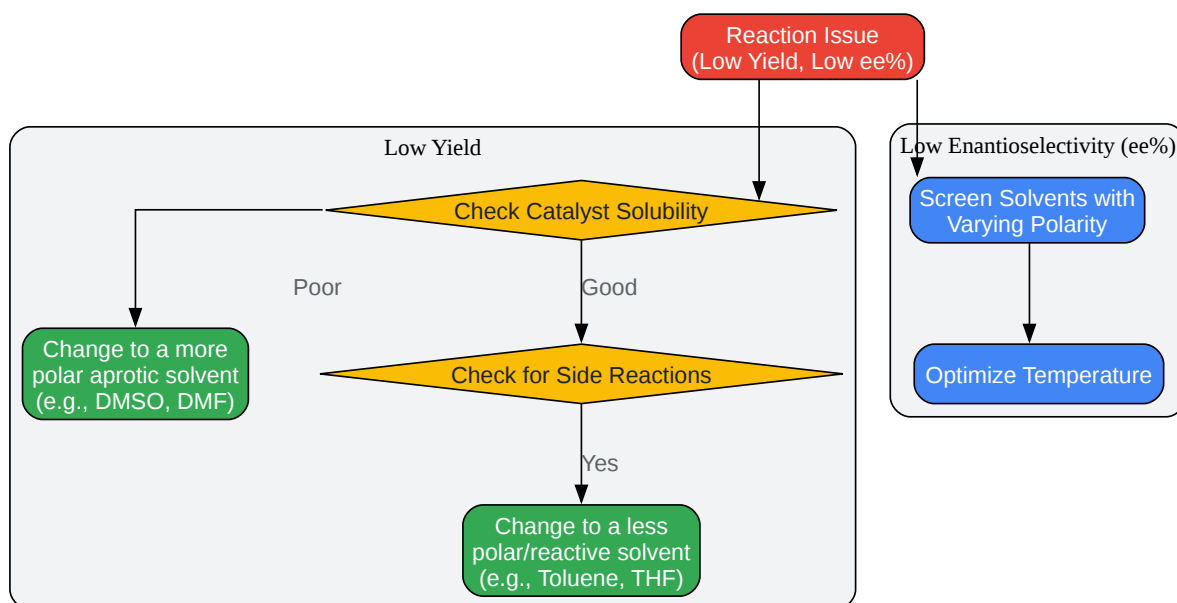 Reaction Issue
(Low Yield, Low ee%)
Low Yield
Check Catalyst Solubility
Poor
Good
Change to a more
polar aprotic solvent
(e.g., DMSO, DMF)
Check for Side Reactions
Yes
Change to a less
polar/reactive solvent
(e.g., Toluene, THF)
Low Enantioselectivity (ee%)
Screen Solvents with
Varying Polarity
Optimize Temperature